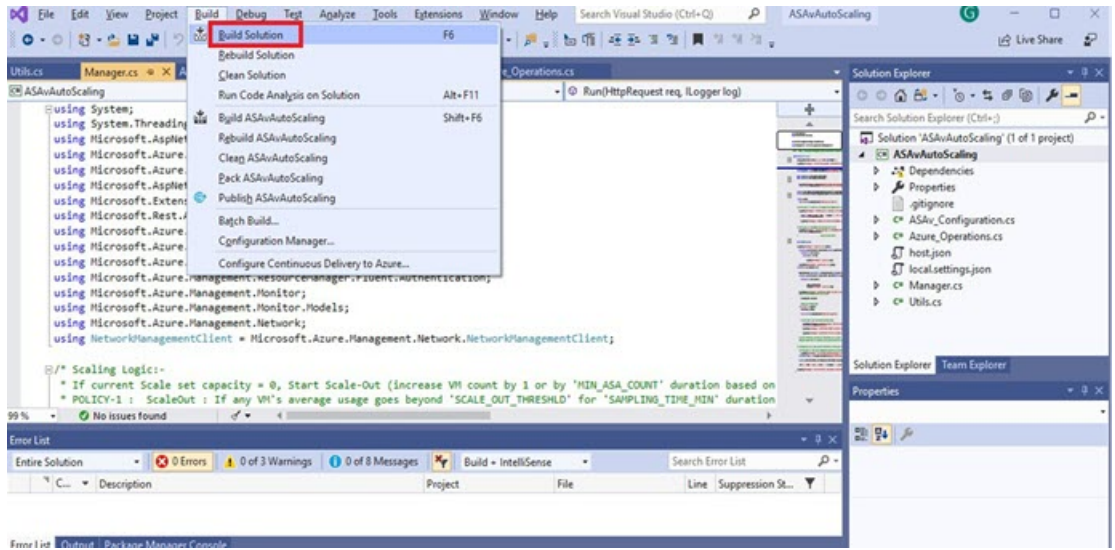 File Edit View Project Build Debug Test Analyze Tools Extensions Window Help Search Visual Studio (Ctrl+Q) ASAvAutoScaling G
Live Share
Build Solution F6
Rebuild Solution
Clean Solution
Run Code Analysis on Solution Alt+F11
Build ASAvAutoScaling Shift+F6
Rebuild ASAvAutoScaling
Clean ASAvAutoScaling
Pack ASAvAutoScaling
Publish ASAvAutoScaling
Batch Build...
Configuration Manager...
Configure Continuous Delivery to Azure...
Utils.cs Manager.cs A e_Operations.cs
ASAvAutoScaling Run(HttpRequest req, ILogger log)
using System;
using System.Threading
using Microsoft.AspNet
using Microsoft.Azure.
using Microsoft.Azure.
using Microsoft.AspNet
using Microsoft.Extens
using Microsoft.Rest.A
using Microsoft.Azure.
using Microsoft.Azure.
using Microsoft.Azure.
using Microsoft.Azure.Management.ResourceManager.Fluent.Authentication;
using Microsoft.Azure.Management.Monitor;
using Microsoft.Azure.Management.Monitor.Models;
using Microsoft.Azure.Management.Network;
using NetworkManagementClient = Microsoft.Azure.Management.Network.NetworkManagementClient;
/* Scaling Logic:-
* If current Scale set capacity = 0, Start Scale-Out (increase VM count by 1 or by 'MIN_ASA_COUNT' duration based on
* POLICY-1 : ScaleOut : If any VM's average usage goes beyond 'SCALE_OUT_THRESHLD' for 'SAMPLING_TIME_MIN' duration
99 % No issues found
Error List
Entire Solution 0 Errors 0 of 3 Warnings 0 of 8 Messages Build + IntelliSense Search Error List
C... Description Project File Line Suppression St...
Error List Output Package Manager Console
Solution Explorer
Search Solution Explorer (Ctrl+;)
Solution 'ASAvAutoScaling' (1 of 1 project)
ASAvAutoScaling
Dependencies
Properties
.gitignore
ASAv_Configuration.cs
Azure_Operations.cs
host.json
local.settings.json
Manager.cs
Utils.cs
Solution Explorer Team Explorer
Properties